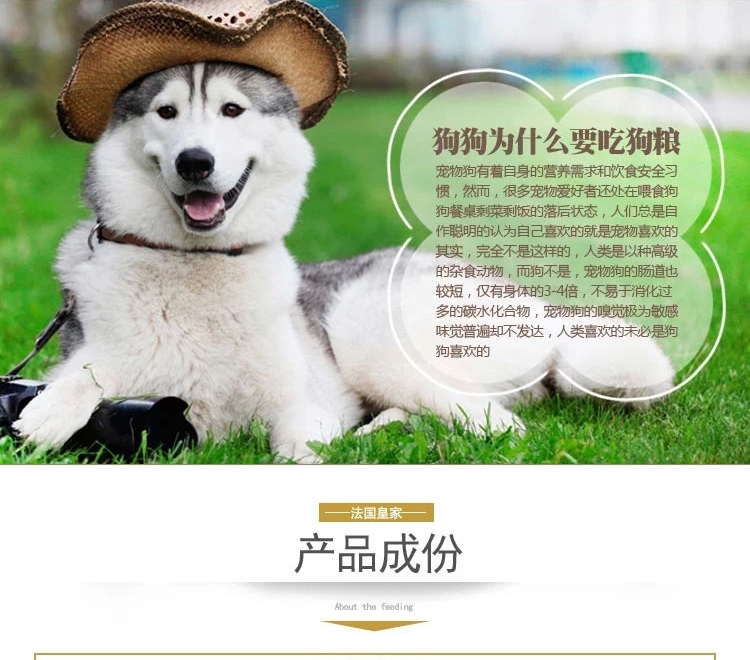 狗狗为什么要吃狗粮
宠物狗有着自身的营养需求和饮食安全习
惯，然而，很多宠物爱好者还处在喂食狗
狗餐桌剩菜剩饭的落后状态，人们总是自
作聪明的认为自己喜欢的就是宠物喜欢的
其实，完全不是这样的，人类是以种高级
的杂食动物，而狗不是，宠物狗的肠道也
较短，仅有身体的3-4倍，不易于消化过
多的碳水化合物，宠物狗的嗅觉极为敏感
味觉普遍却不发达，人类喜欢的未必是狗
狗喜欢的
法国皇家
产品成份
About the feeding